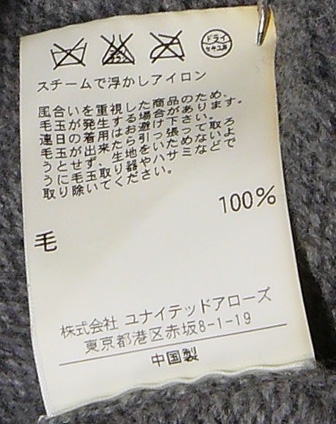 ドライ
セキユ系
スチームで浮かしアイロン
風合いを重視した商品のため、
毛玉が発生する場合があります。
連日の着用はお避け下さい。
毛玉が出来たら引っ張って取ろ
うとせず、生地をいためないよ
うに毛玉取り器やハサミなどで
取り除いてください。
100%
毛
株式会社 ユナイテッドアローズ
東京都港区赤坂8-1-19
中国製